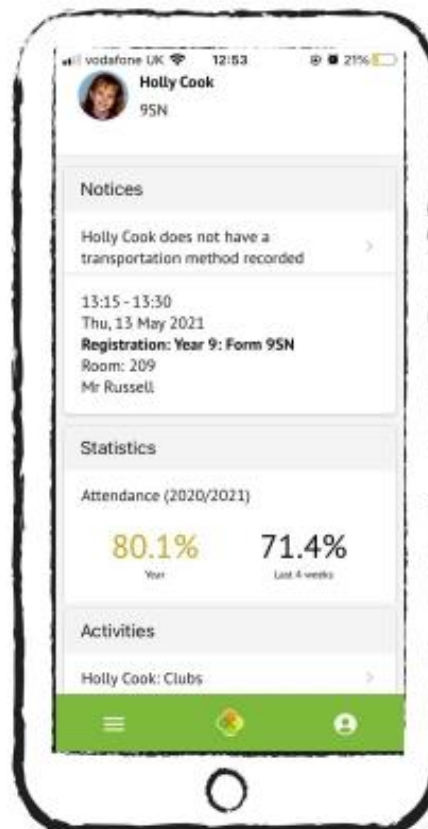 vodafone UK 12:53 21%
Holly Cook
9SN
Notices
Holly Cook does not have a
transportation method recorded
13:15 - 13:30
Thu, 13 May 2021
Registration: Year 9: Form 9SN
Room: 209
Mr Russell
Statistics
Attendance (2020/2021)
80.1% 71.4%
Year Last 4 weeks
Activities
Holly Cook: Clubs